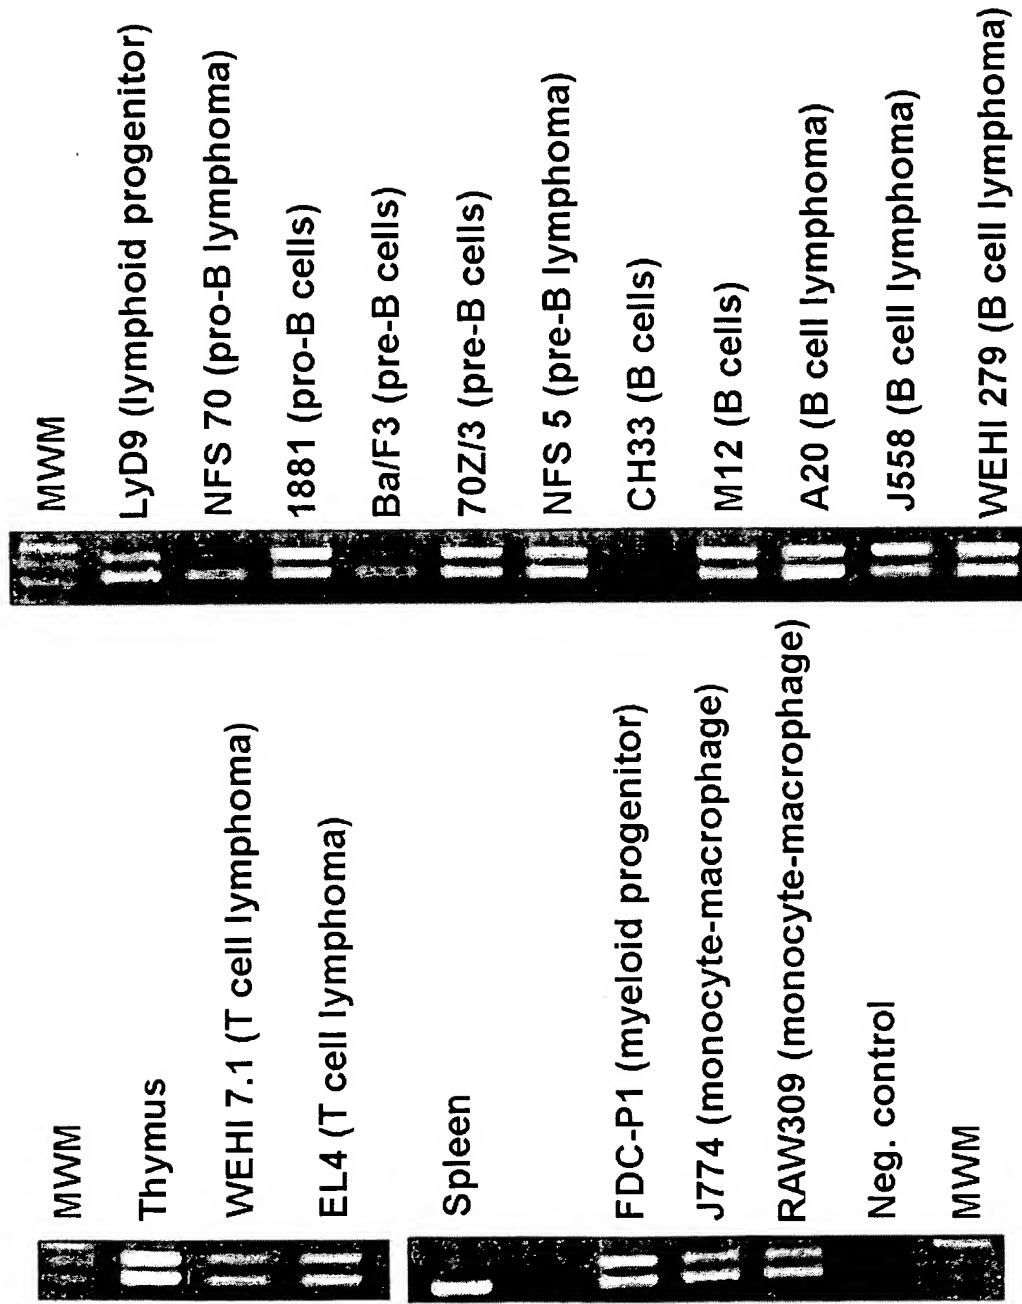 MWM
LyD9 (lymphoid progenitor)
NFS 70 (pro-B lymphoma)
1881 (pro-B cells)
Ba/F3 (pre-B cells)
70Z/3 (pre-B cells)
NFS 5 (pre-B lymphoma)
CH33 (B cells)
M12 (B cells)
A20 (B cell lymphoma)
J558 (B cell lymphoma)
WEHI 279 (B cell lymphoma)
MWM
Thymus
WEHI 7.1 (T cell lymphoma)
EL4 (T cell lymphoma)
Spleen
FDC-P1 (myeloid progenitor)
J774 (monocyte-macrophage)
RAW309 (monocyte-macrophage)
Neg. control
MWM